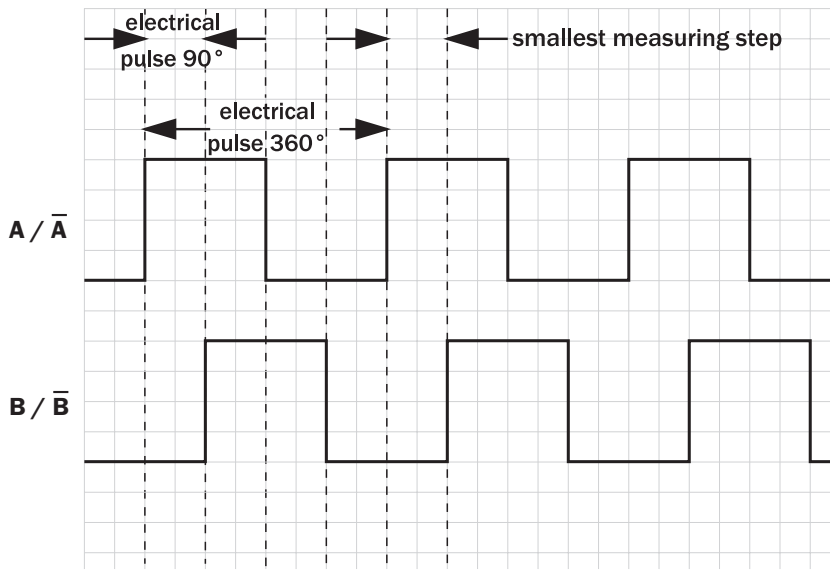 electrical
pulse 90°
smallest measuring step
electrical
pulse 360°
A / A̅
B / B̅